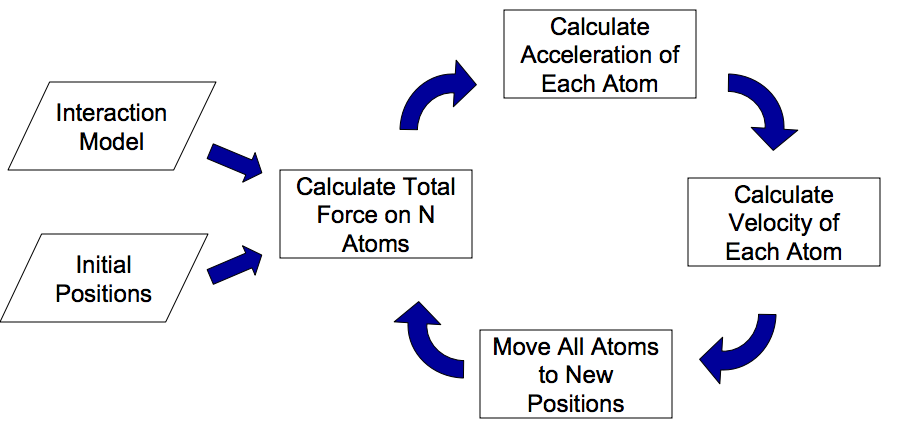 Interaction
Model
Initial
Positions
Calculate Total
Force on N
Atoms
Calculate
Acceleration of
Each Atom
Calculate
Velocity of
Each Atom
Move All Atoms
to New
Positions